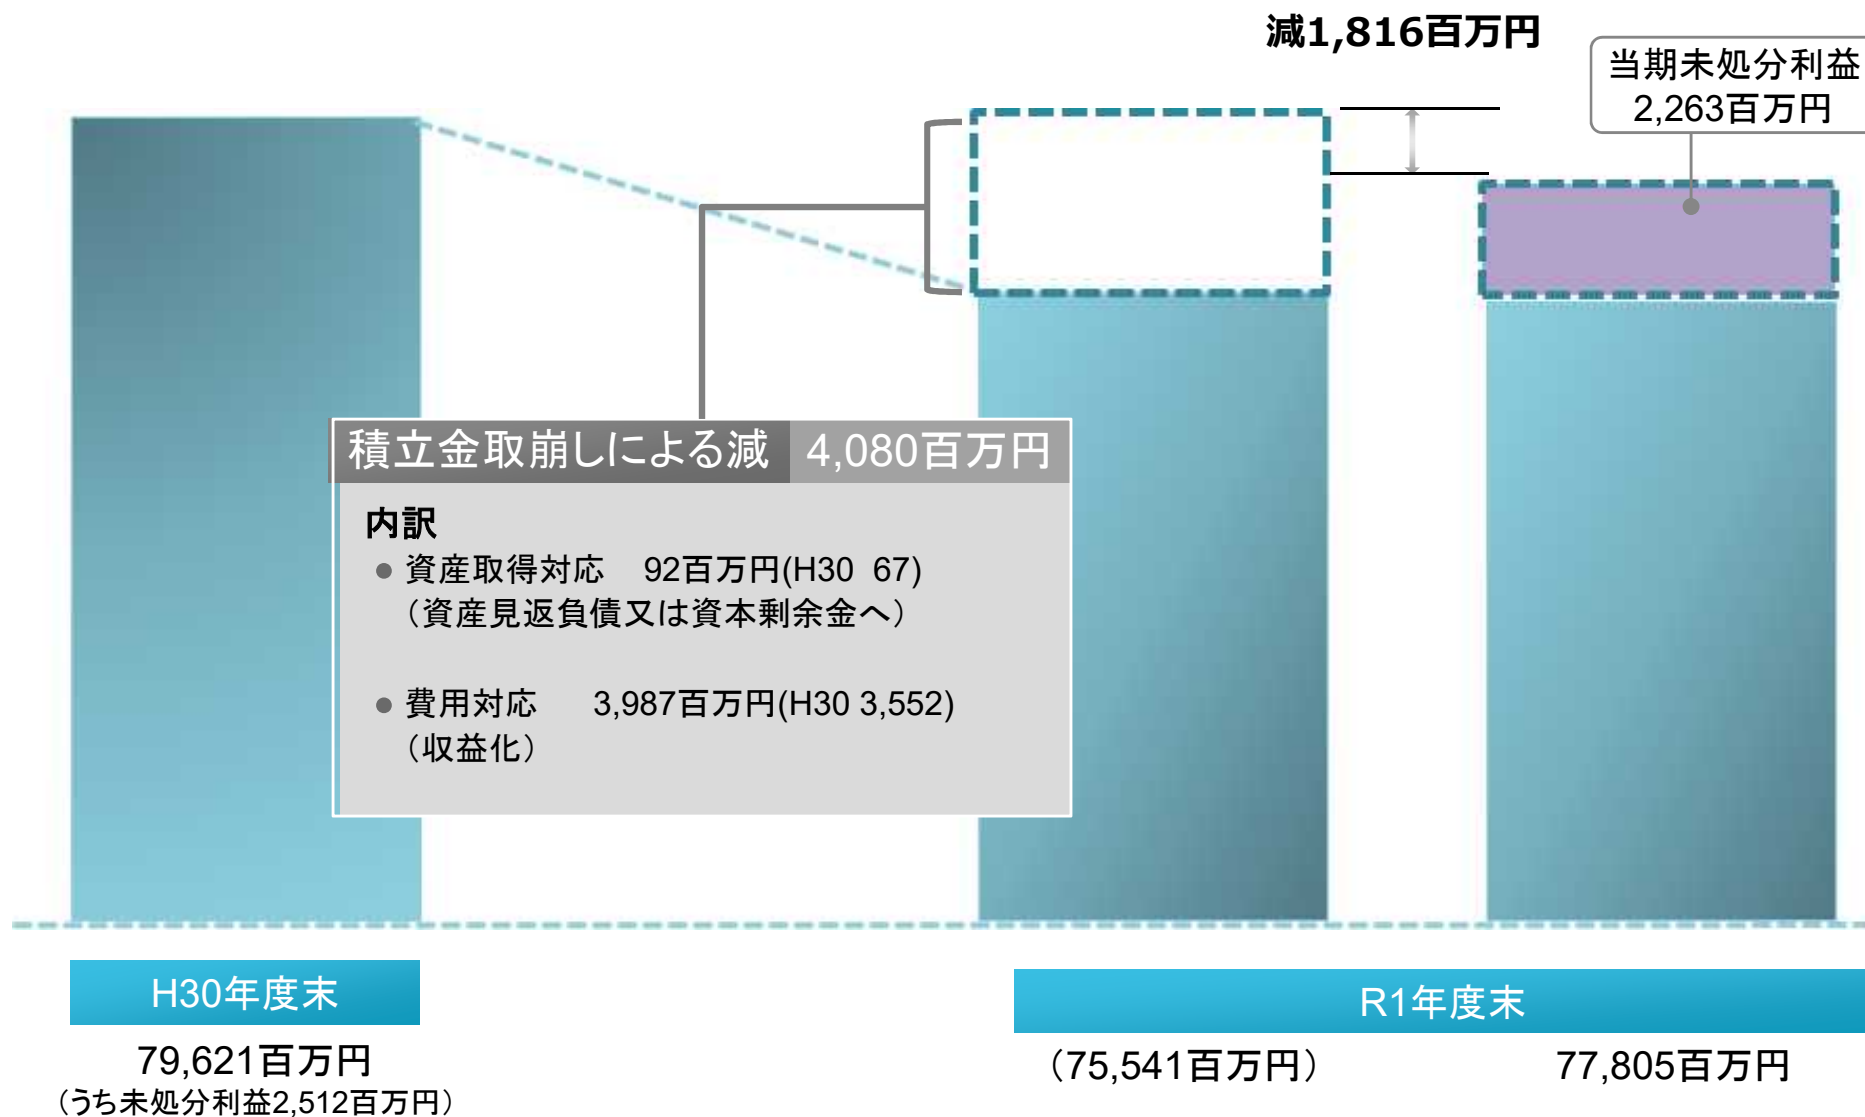 減1,816百万円
当期未処分利益
2,263百万円
積立金取崩しによる減 4,080百万円
内訳
● 資産取得対応 92百万円(H30 67)
（資産見返負債又は資本剰余金へ）
● 費用対応 3,987百万円(H30 3,552)
（収益化）
H30年度末
79,621百万円
（うち未処分利益2,512百万円）
R1年度末
（75,541百万円） 77,805百万円